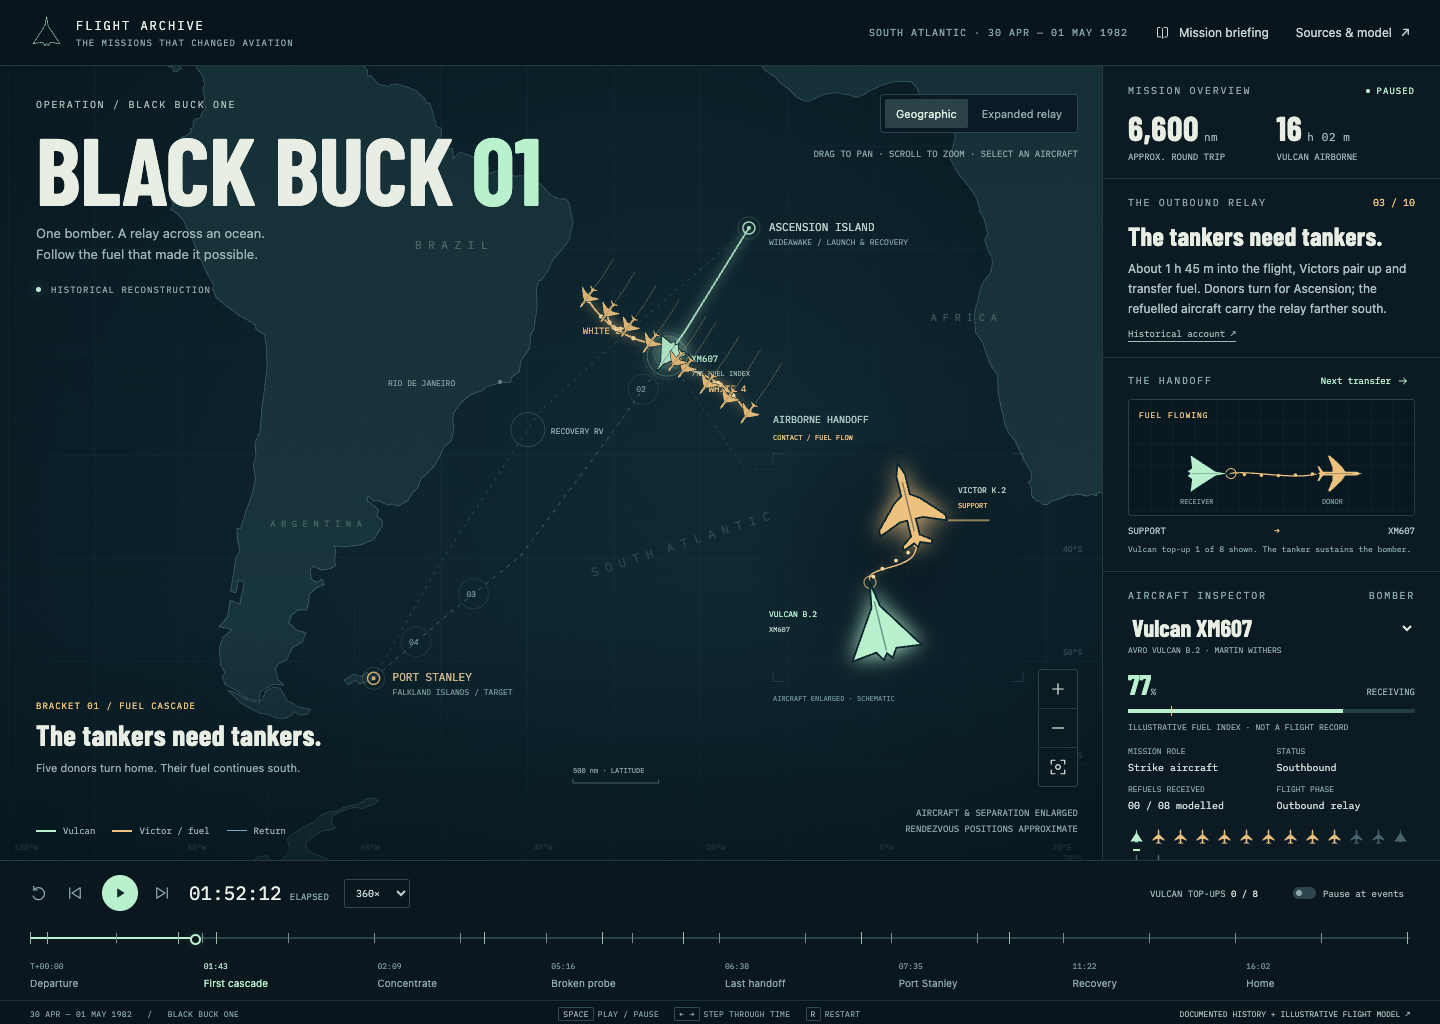 FLIGHT ARCHIVE
THE MISSIONS THAT CHANGED AVIATION
SOUTH ATLANTIC · 30 APR — 01 MAY 1982
Mission briefing
Sources & model ↗
OPERATION / BLACK BUCK ONE
BLACK BUCK 01
One bomber. A relay across an ocean.
Follow the fuel that made it possible.
HISTORICAL RECONSTRUCTION
Geographic
Expanded relay
DRAG TO PAN · SCROLL TO ZOOM · SELECT AN AIRCRAFT
BRAZIL
ASCENSION ISLAND
WIDEAWAKE / LAUNCH & RECOVERY
AFRICA
WHITE
XM607
FUEL INDEX
WHITE 4
RIO DE JANEIRO
02
RECOVERY RV
AIRBORNE HANDOFF
CONTACT / FUEL FLOW
VICTOR K.2
SUPPORT
ARGENTINA
SOUTH ATLANTIC
40°S
03
VULCAN B.2
XM607
04
50°S
PORT STANLEY
FALKLAND ISLANDS / TARGET
AIRCRAFT ENLARGED · SCHEMATIC
BRACKET 01 / FUEL CASCADE
The tankers need tankers.
Five donors turn home. Their fuel continues south.
500 nm · LATITUDE
AIRCRAFT & SEPARATION ENLARGED
RENDEZVOUS POSITIONS APPROXIMATE
Vulcan
Victor / fuel
Return
100°W
80°W
60°W
40°W
20°W
0°W
20°E
MISSION OVERVIEW
PAUSED
6,600 nm
APPROX. ROUND TRIP
16 h 02 m
VULCAN AIRBORNE
THE OUTBOUND RELAY
03 / 10
The tankers need tankers.
About 1 h 45 m into the flight, Victors pair up and
transfer fuel. Donors turn for Ascension; the
refuelled aircraft carry the relay farther south.
Historical account ↗
THE HANDOFF
Next transfer →
FUEL FLOWING
RECEIVER
DONOR
SUPPORT → XM607
Vulcan top-up 1 of 8 shown. The tanker sustains the bomber.
AIRCRAFT INSPECTOR
BOMBER
Vulcan XM607
AVRO VULCAN B.2 · MARTIN WITHERS
77%
RECEIVING
ILLUSTRATIVE FUEL INDEX · NOT A FLIGHT RECORD
MISSION ROLE
Strike aircraft
STATUS
Southbound
REFUELS RECEIVED
00 / 08 modelled
FLIGHT PHASE
Outbound relay
01:52:12 ELAPSED
360×
VULCAN TOP-UPS 0 / 8
Pause at events
T+00:00
Departure
01:43
First cascade
02:09
Concentrate
05:16
Broken probe
06:38
Last handoff
07:35
Port Stanley
11:22
Recovery
16:02
Home
30 APR — 01 MAY 1982 / BLACK BUCK ONE
SPACE PLAY / PAUSE
← → STEP THROUGH TIME
R RESTART
DOCUMENTED HISTORY + ILLUSTRATIVE FLIGHT MODEL ↗